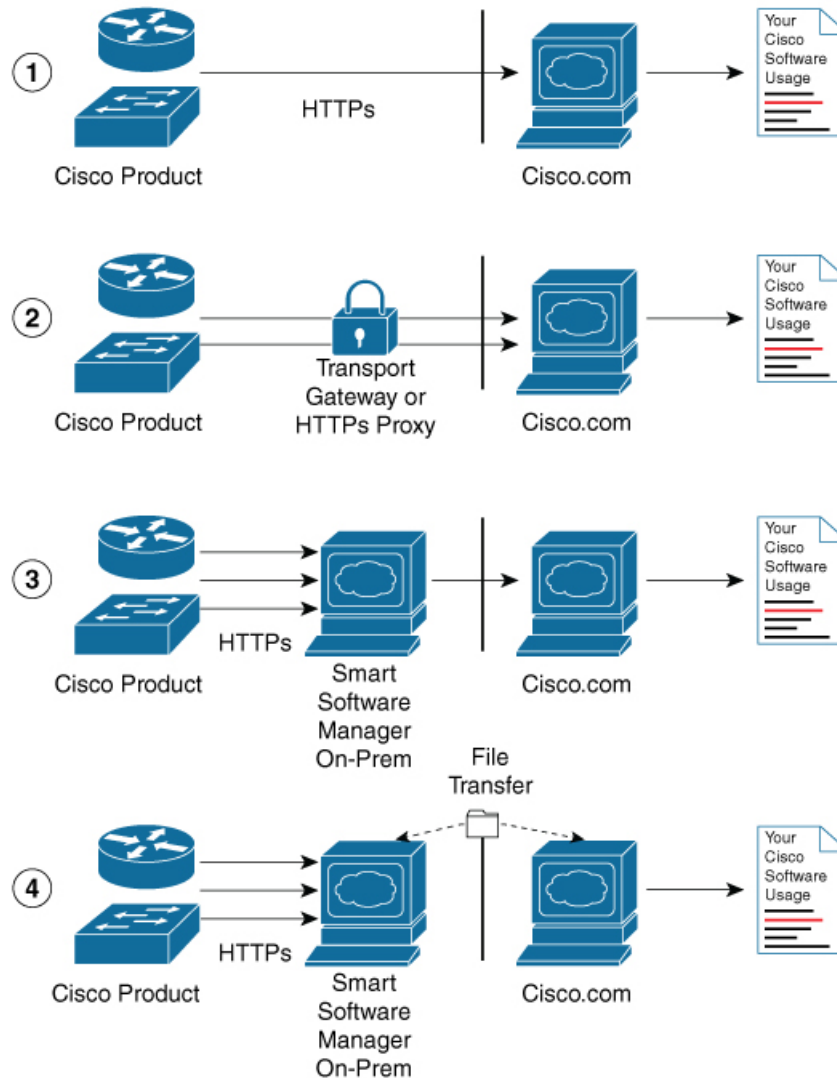 1
HTTPs
Cisco Product
Cisco.com
Your
Cisco
Software
Usage
2
Transport
Gateway or
HTTPs Proxy
Cisco Product
Cisco.com
Your
Cisco
Software
Usage
3
HTTPs
Cisco Product
Smart
Software
Manager
On-Prem
Cisco.com
Your
Cisco
Software
Usage
File
Transfer
4
HTTPs
Cisco Product
Smart
Software
Manager
On-Prem
Cisco.com
Your
Cisco
Software
Usage